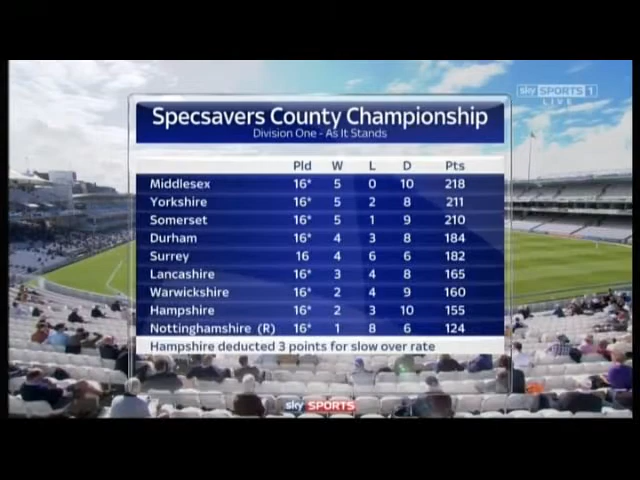 sky SPORTS 1
LIVE
Specsavers County Championship
Division One - As It Stands
Pld W L D Pts
Middlesex 16* 5 0 10 218
Yorkshire 16* 5 2 8 211
Somerset 16* 5 1 9 210
Durham 16* 4 3 8 184
Surrey 16 4 6 6 182
Lancashire 16* 3 4 8 165
Warwickshire 16* 2 4 9 160
Hampshire 16* 2 3 10 155
Nottinghamshire (R) 16* 1 8 6 124
Hampshire deducted 3 points for slow over rate
sky SPORTS